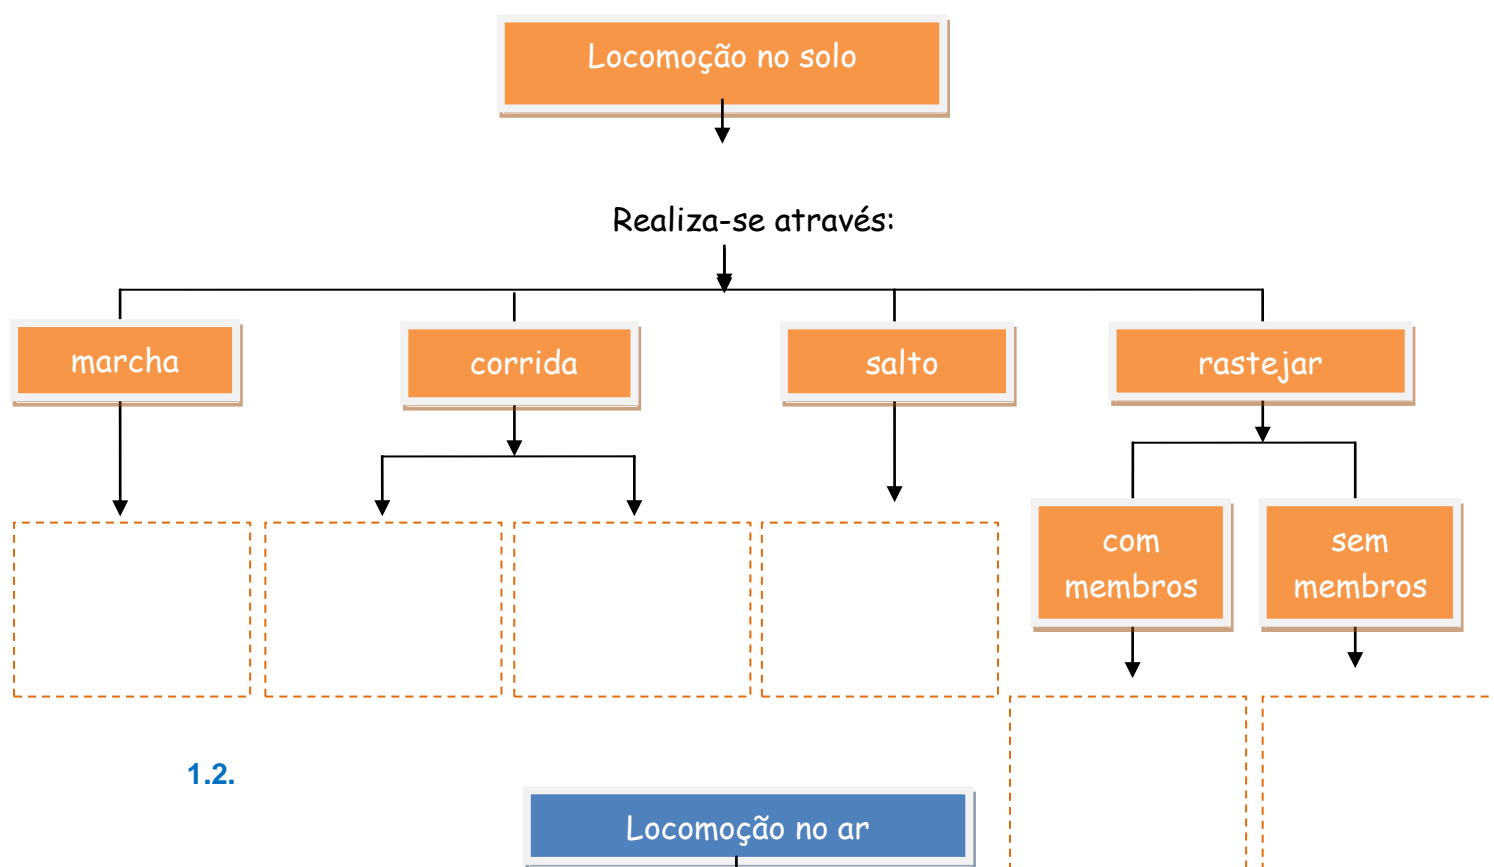 Locomoção no solo
Realiza-se através:
marcha
corrida
salto
rastejar
com
membros
sem
membros
1.2.
Locomoção no ar